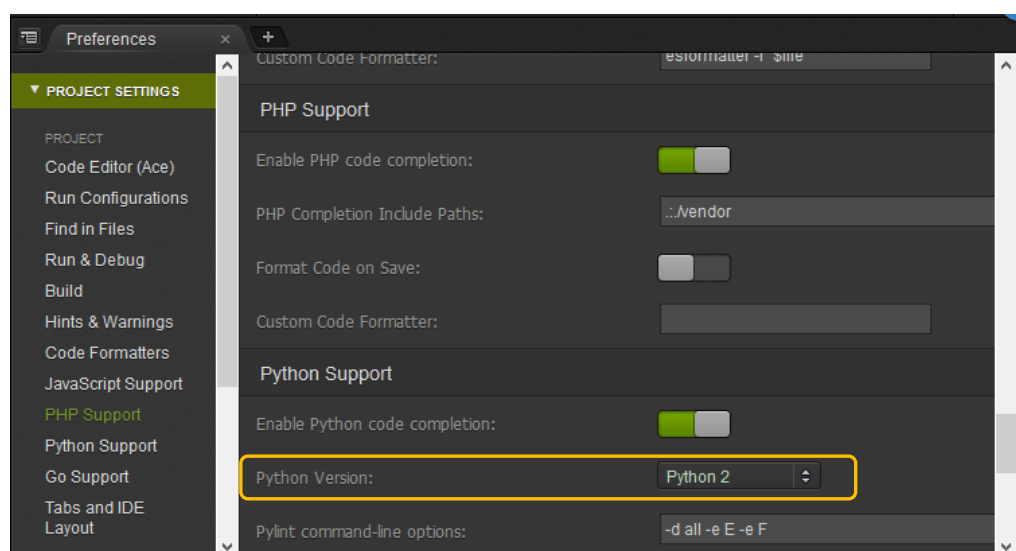 Preferences × +
PROJECT SETTINGS
PROJECT
Code Editor (Ace)
Run Configurations
Find in Files
Run & Debug
Build
Hints & Warnings
Code Formatters
JavaScript Support
PHP Support
Python Support
Go Support
Tabs and IDE
Layout
Custom Code Formatter: esformatter -i "$file"
PHP Support
Enable PHP code completion:
PHP Completion Include Paths: .:./vendor
Format Code on Save:
Custom Code Formatter:
Python Support
Enable Python code completion:
Python Version: Python 2
Pylint command-line options: -d all -e E -e F